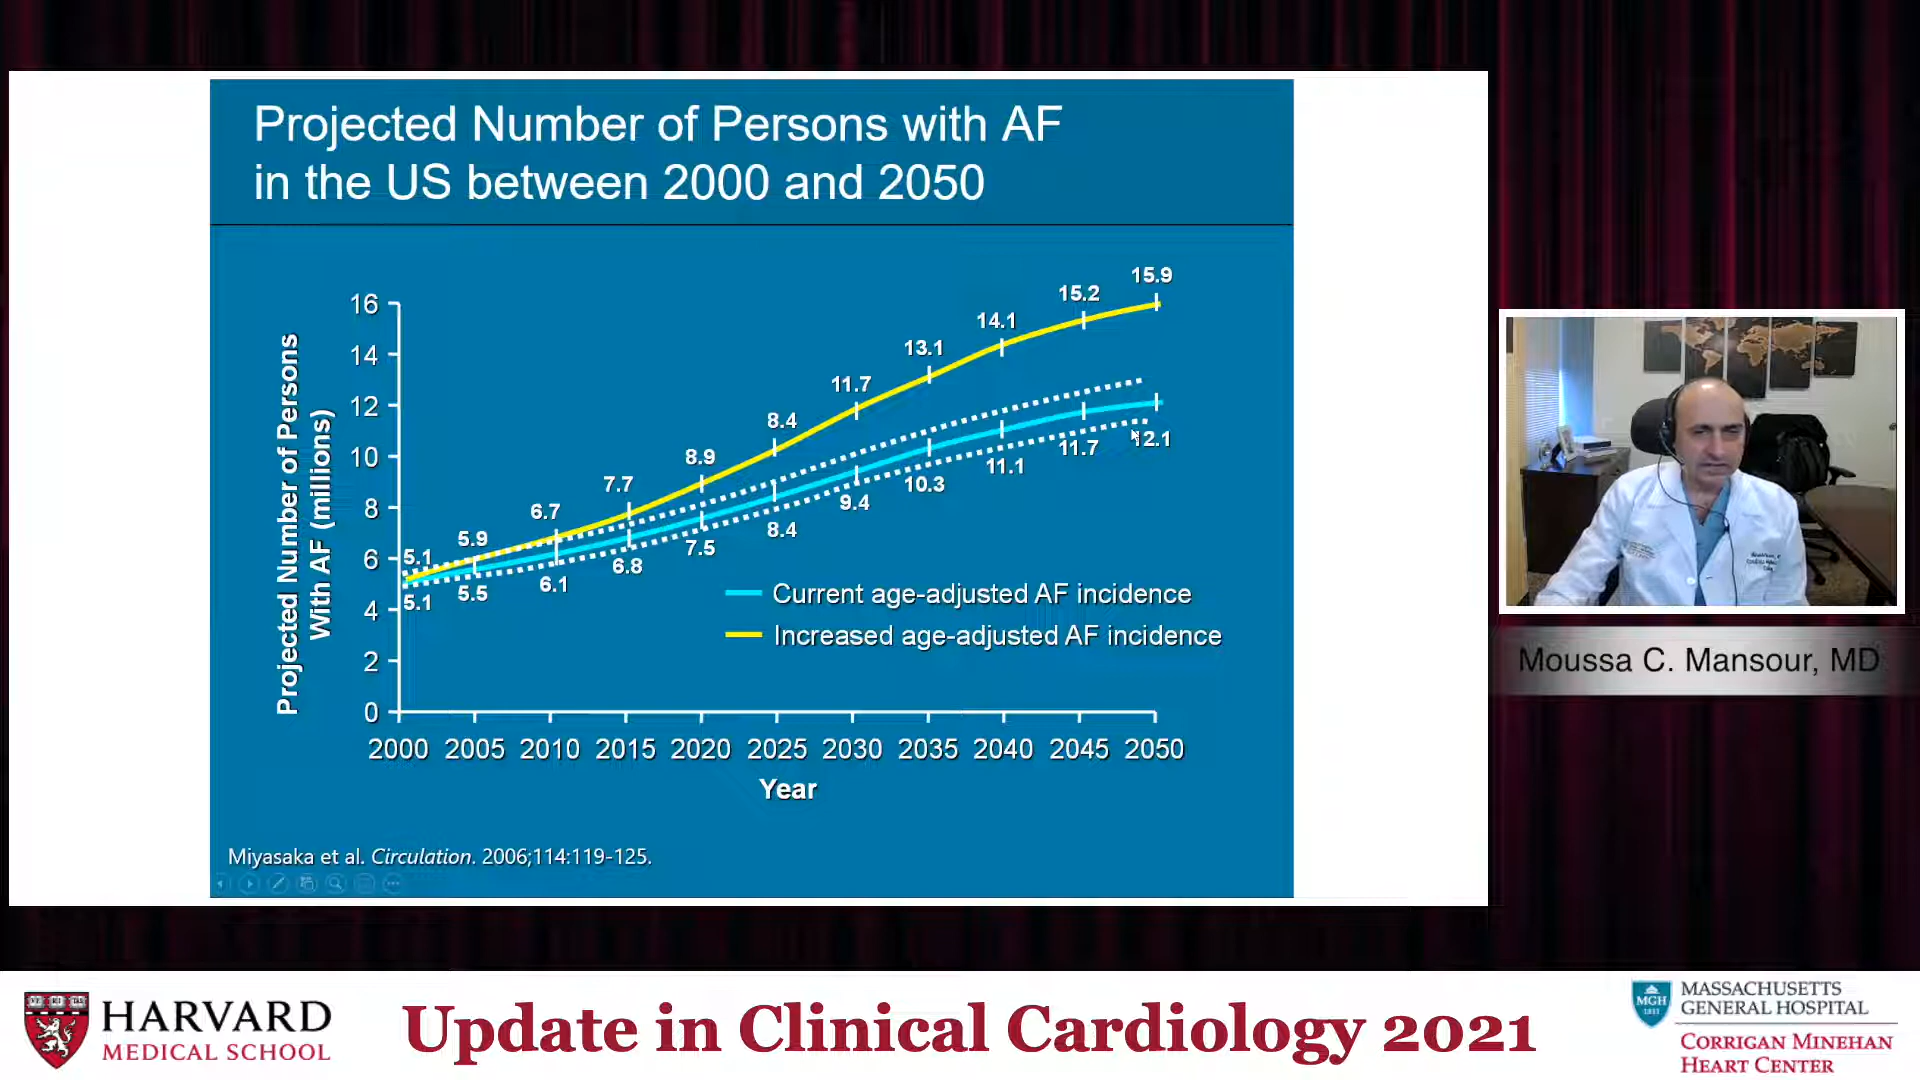 Projected Number of Persons with AF
in the US between 2000 and 2050
Projected Number of Persons
With AF (millions)
16
14
12
10
8
6
4
2
0
5.1
5.9
6.7
7.7
8.9
8.4
11.7
13.1
14.1
15.2
15.9
5.1
5.5
6.1
6.8
7.5
8.4
9.4
10.3
11.1
11.7
12.1
Current age-adjusted AF incidence
Increased age-adjusted AF incidence
2000 2005 2010 2015 2020 2025 2030 2035 2040 2045 2050
Year
Miyasaka et al. Circulation. 2006;114:119-125.
Moussa C. Mansour, MD
HARVARD
MEDICAL SCHOOL
Update in Clinical Cardiology 2021
MGH
1811
MASSACHUSETTS
GENERAL HOSPITAL
CORRIGAN MINEHAN
HEART CENTER